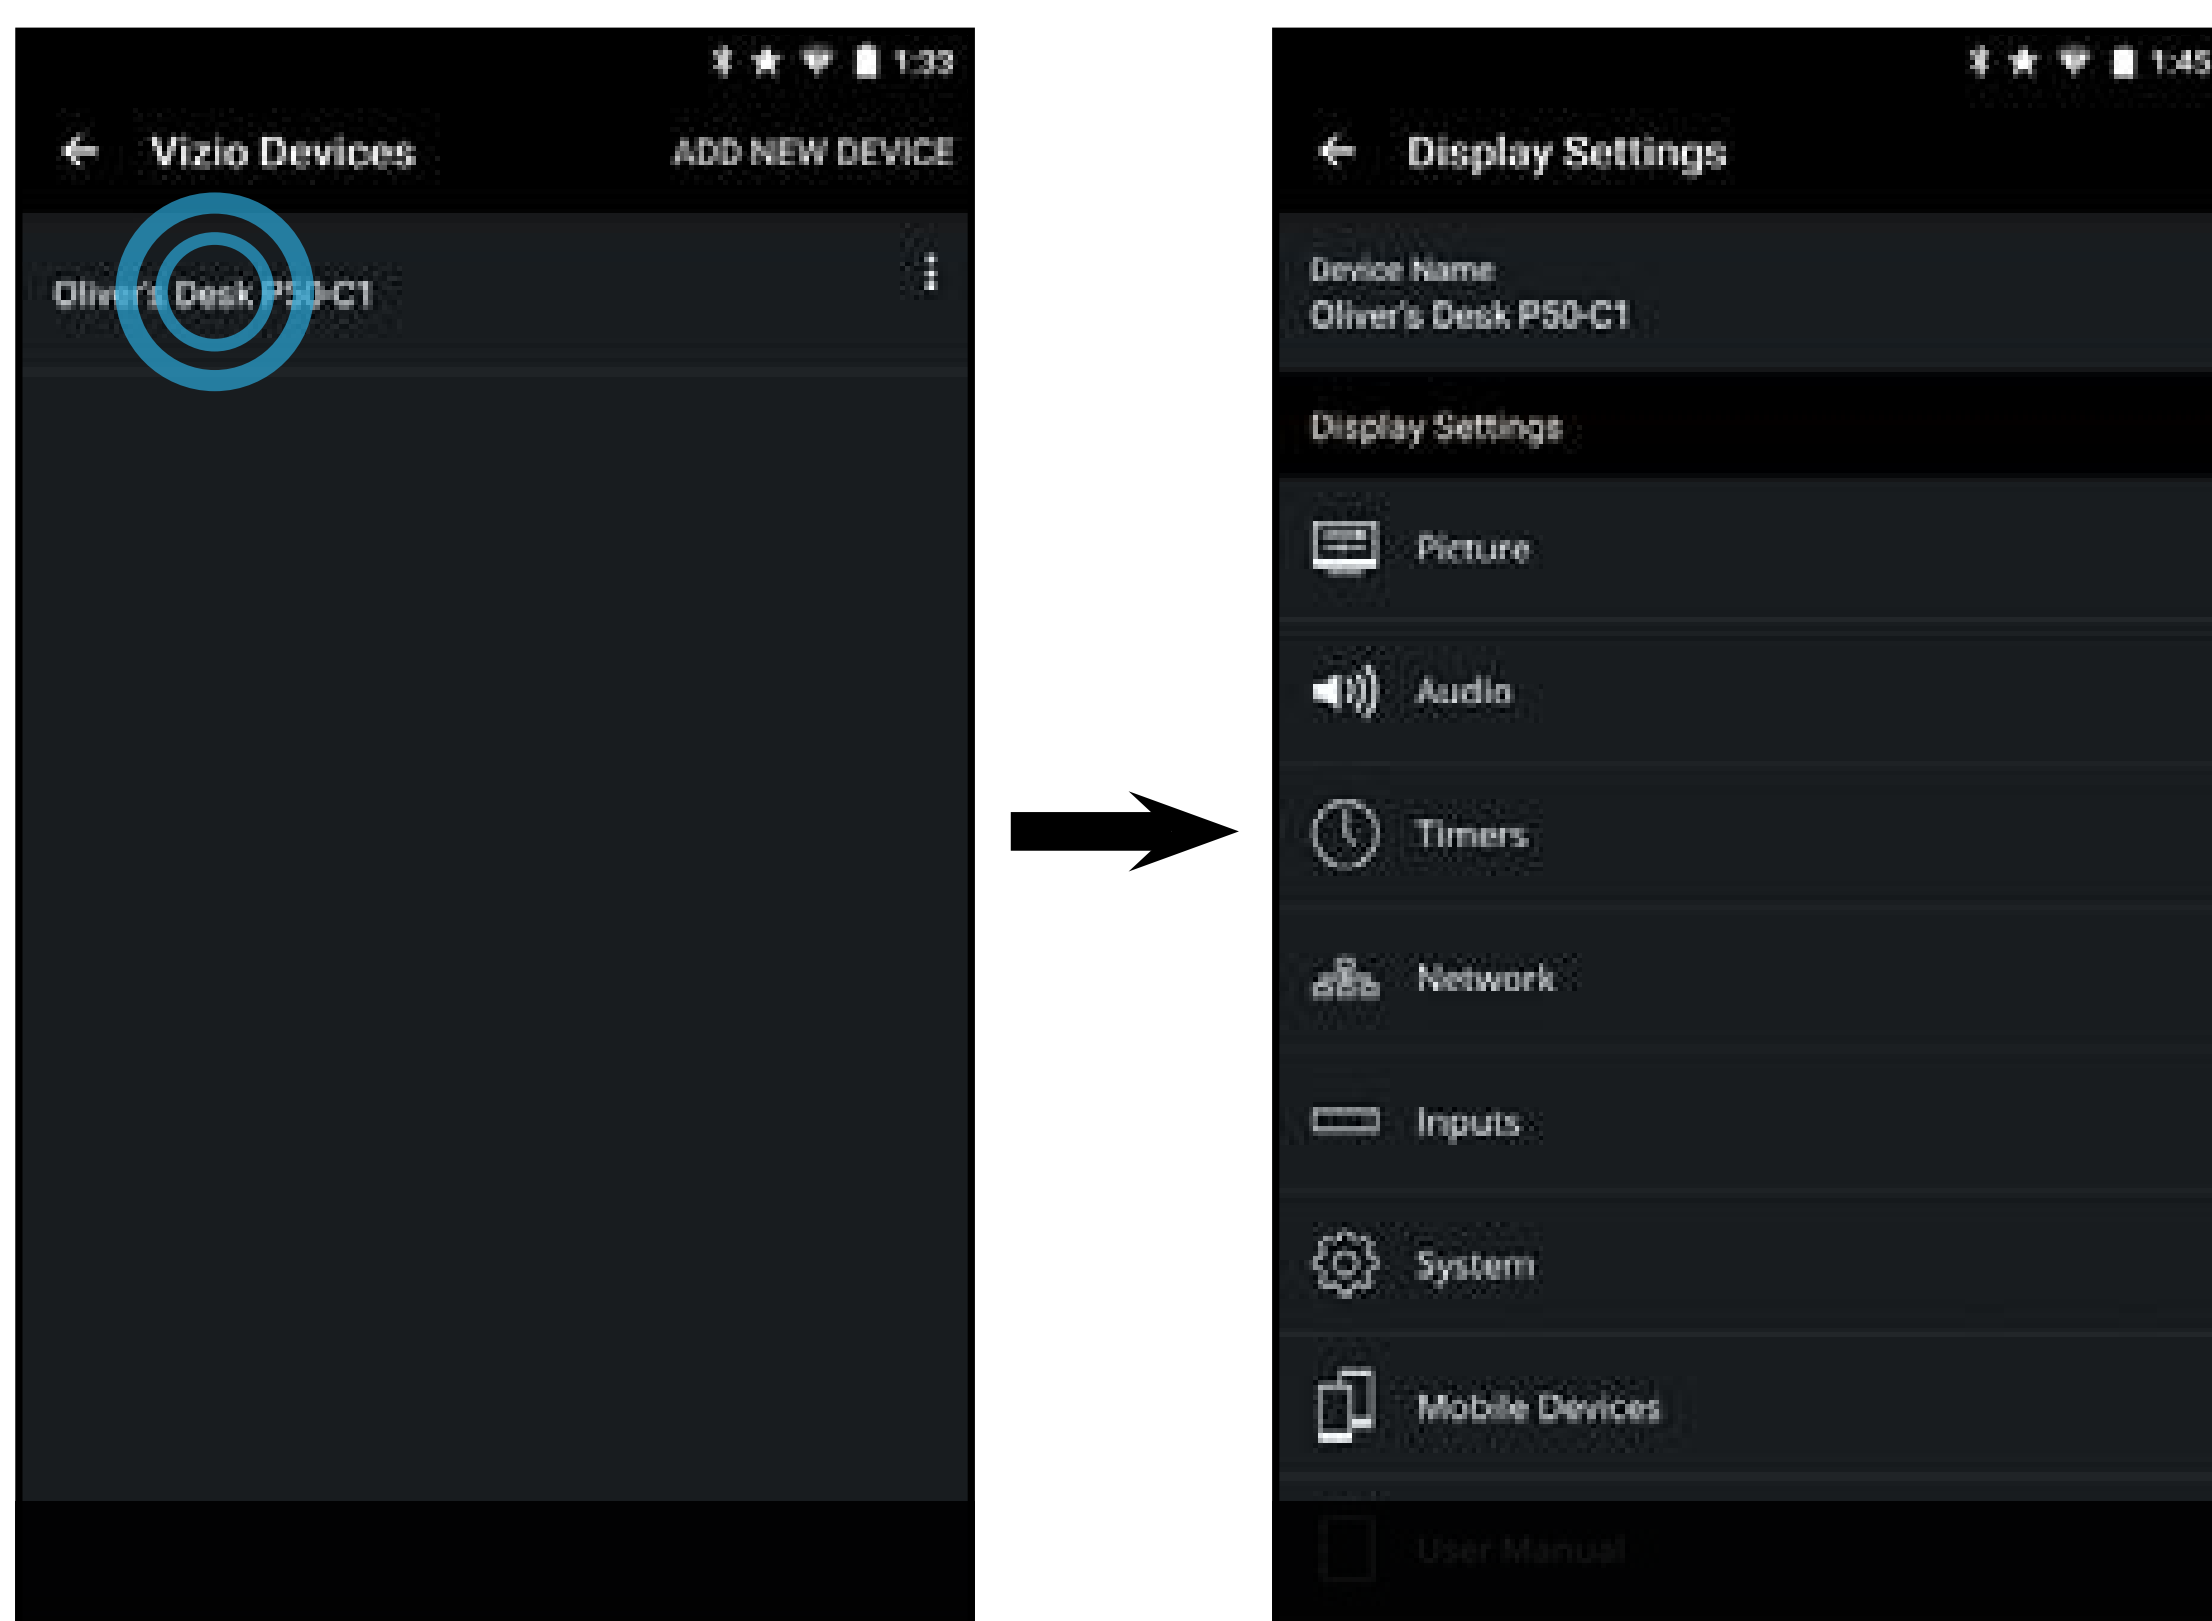 1:33
Vizio Devices
ADD NEW DEVICE
Oliver's Desk P50-C1
1:45
Display Settings
Device Name
Oliver's Desk P50-C1
Display Settings
Picture
Audio
Timers
Network
Inputs
System
Mobile Devices
User Manual